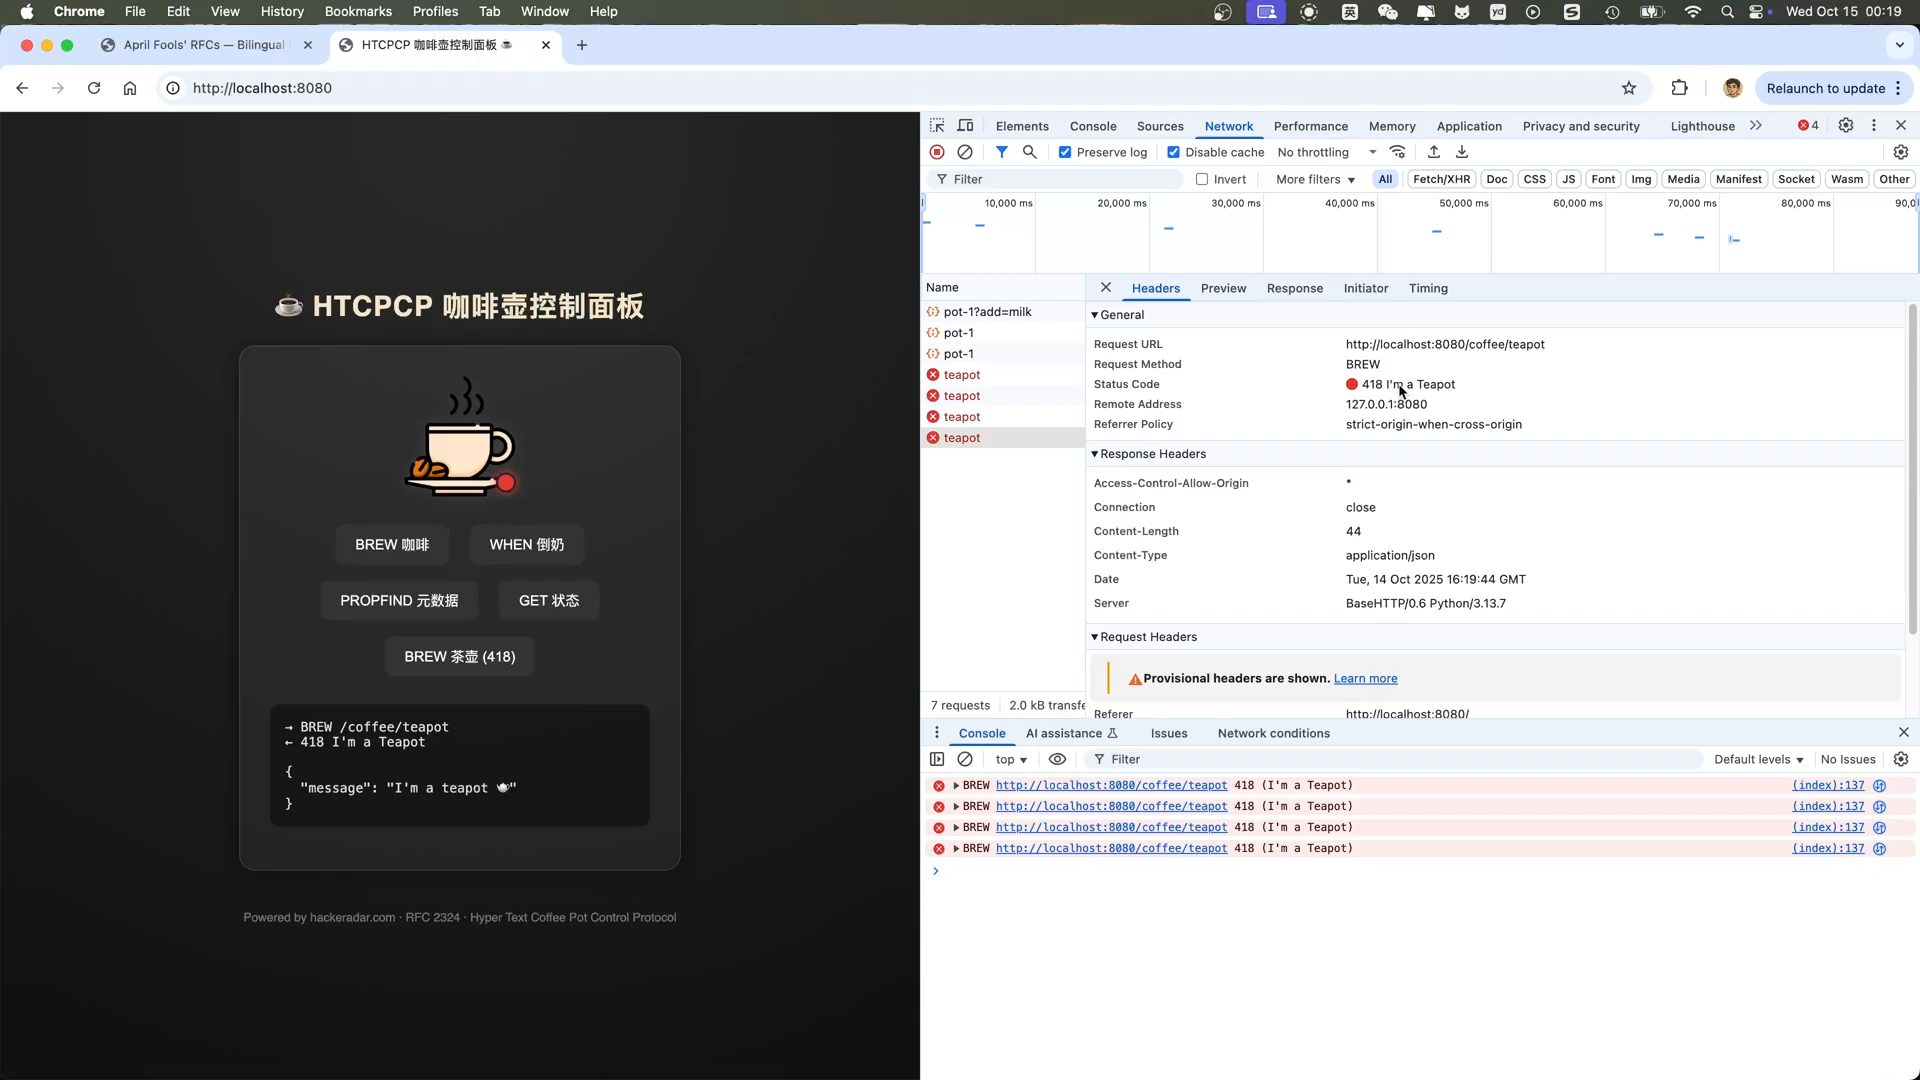 Chrome File Edit View History Bookmarks Profiles Tab Window Help 英 yd Wed Oct 15 00:19
April Fools' RFCs — Bilingual
HTCPCP 咖啡壶控制面板 ☕
http://localhost:8080
Relaunch to update
☕ HTCPCP 咖啡壶控制面板
BREW 咖啡
WHEN 倒奶
PROPFIND 元数据
GET 状态
BREW 茶壶 (418)
→ BREW /coffee/teapot
← 418 I'm a Teapot
{
"message": "I'm a teapot 🫖"
}
Powered by hackeradar.com · RFC 2324 · Hyper Text Coffee Pot Control Protocol
Elements Console Sources Network Performance Memory Application Privacy and security Lighthouse 4
Preserve log Disable cache No throttling
Filter Invert More filters All Fetch/XHR Doc CSS JS Font Img Media Manifest Socket Wasm Other
10,000 ms 20,000 ms 30,000 ms 40,000 ms 50,000 ms 60,000 ms 70,000 ms 80,000 ms 90,0
Name
pot-1?add=milk
pot-1
pot-1
teapot
teapot
teapot
teapot
7 requests 2.0 kB transfe
Headers Preview Response Initiator Timing
General
Request URL http://localhost:8080/coffee/teapot
Request Method BREW
Status Code 418 I'm a Teapot
Remote Address 127.0.0.1:8080
Referrer Policy strict-origin-when-cross-origin
Response Headers
Access-Control-Allow-Origin *
Connection close
Content-Length 44
Content-Type application/json
Date Tue, 14 Oct 2025 16:19:44 GMT
Server BaseHTTP/0.6 Python/3.13.7
Request Headers
Provisional headers are shown. Learn more
Referer http://localhost:8080/
Console AI assistance Issues Network conditions
top Filter Default levels No Issues
BREW http://localhost:8080/coffee/teapot 418 (I'm a Teapot) (index):137
BREW http://localhost:8080/coffee/teapot 418 (I'm a Teapot) (index):137
BREW http://localhost:8080/coffee/teapot 418 (I'm a Teapot) (index):137
BREW http://localhost:8080/coffee/teapot 418 (I'm a Teapot) (index):137